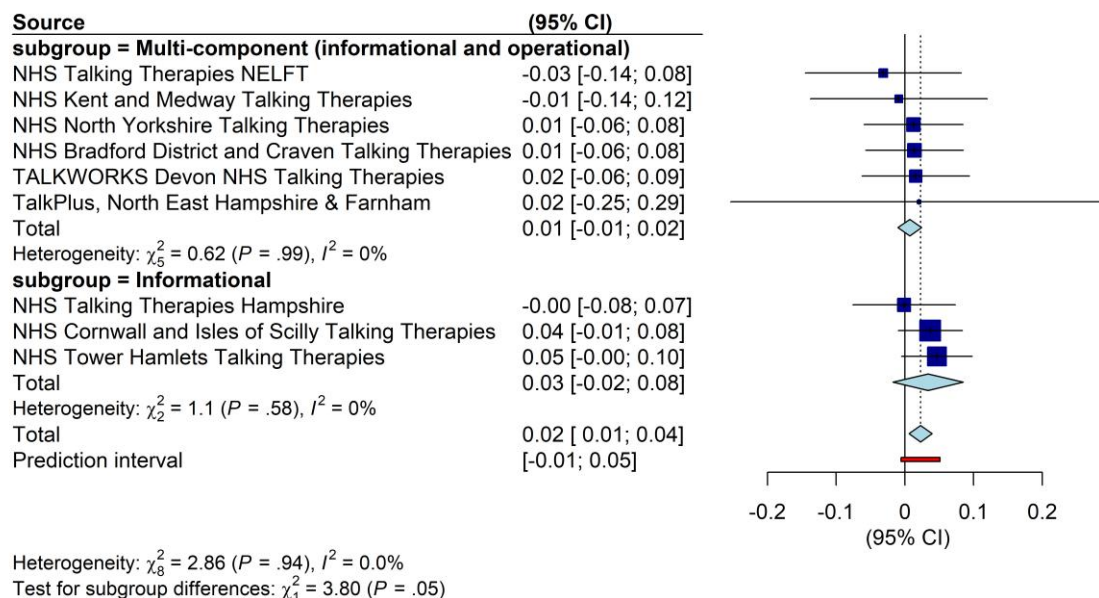 Source (95% CI)
subgroup = Multi-component (informational and operational)
NHS Talking Therapies NELFT -0.03 [-0.14; 0.08]
NHS Kent and Medway Talking Therapies -0.01 [-0.14; 0.12]
NHS North Yorkshire Talking Therapies 0.01 [-0.06; 0.08]
NHS Bradford District and Craven Talking Therapies 0.01 [-0.06; 0.08]
TALKWORKS Devon NHS Talking Therapies 0.02 [-0.06; 0.09]
TalkPlus, North East Hampshire & Farnham 0.02 [-0.25; 0.29]
Total 0.01 [-0.01; 0.02]
Heterogeneity: χ²₅ = 0.62 (P = .99), I² = 0%
subgroup = Informational
NHS Talking Therapies Hampshire -0.00 [-0.08; 0.07]
NHS Cornwall and Isles of Scilly Talking Therapies 0.04 [-0.01; 0.08]
NHS Tower Hamlets Talking Therapies 0.05 [-0.00; 0.10]
Total 0.03 [-0.02; 0.08]
Heterogeneity: χ²₂ = 1.1 (P = .58), I² = 0%
Total 0.02 [ 0.01; 0.04]
Prediction interval [-0.01; 0.05]
-0.2 -0.1 0 0.1 0.2
(95% CI)
Heterogeneity: χ²₈ = 2.86 (P = .94), I² = 0.0%
Test for subgroup differences: χ²₁ = 3.80 (P = .05)